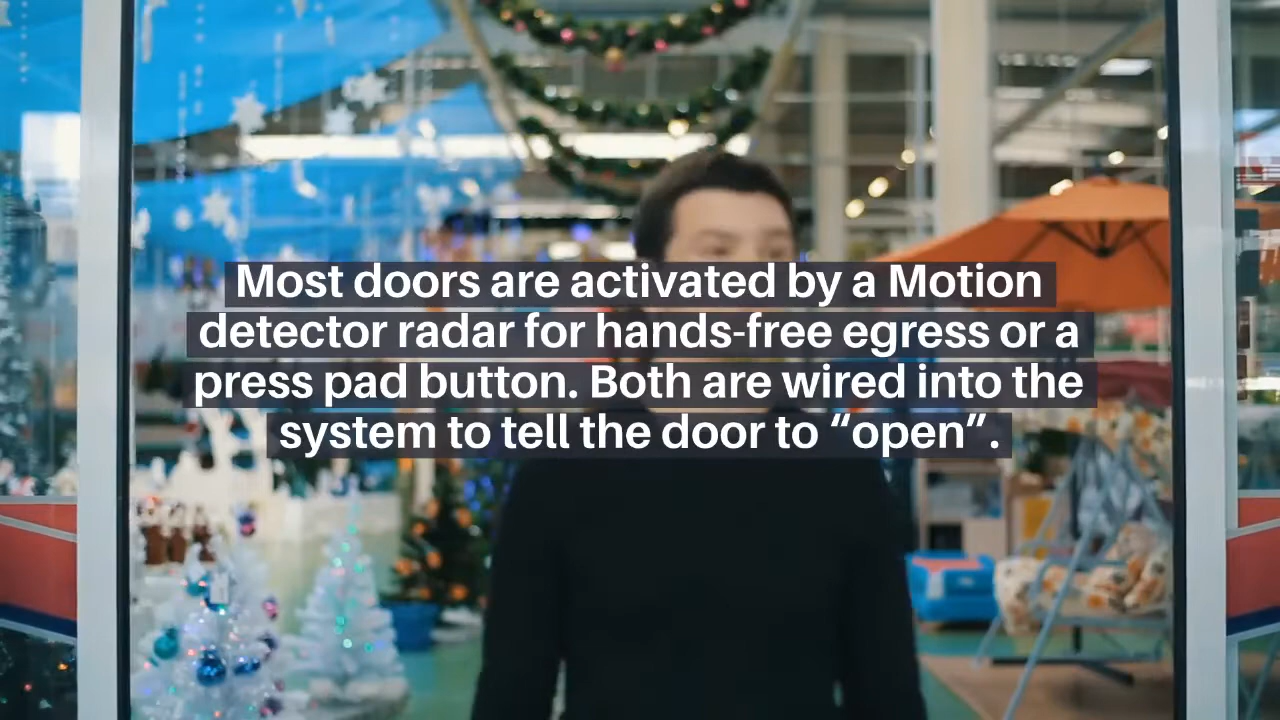 Most doors are activated by a Motion
detector radar for hands-free egress or a
press pad button. Both are wired into the
system to tell the door to “open”.